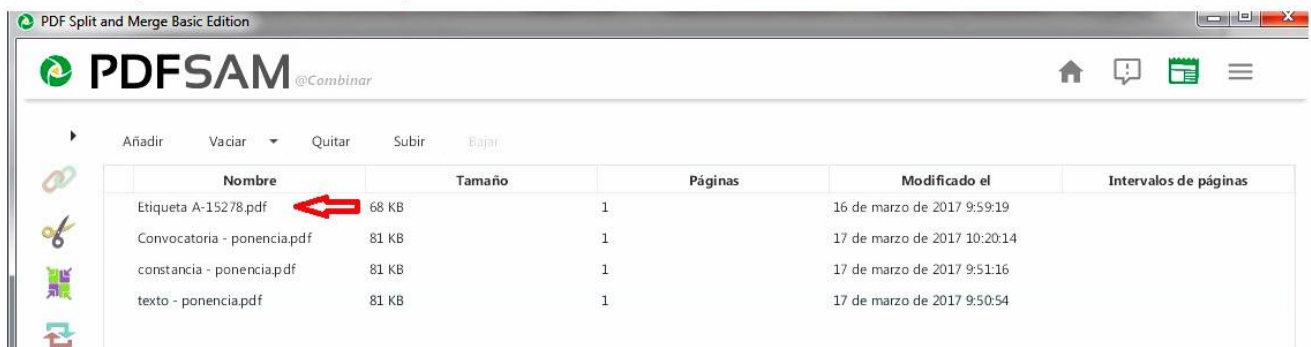 PDF Split and Merge Basic Edition
PDFSAM @Combinar
Añadir Vaciar Quitar Subir Bajar
Nombre Tamaño Páginas Modificado el Intervalos de páginas
Etiqueta A-15278.pdf 68 KB 1 16 de marzo de 2017 9:59:19
Convocatoria - ponencia.pdf 81 KB 1 17 de marzo de 2017 10:20:14
constancia - ponencia.pdf 81 KB 1 17 de marzo de 2017 9:51:16
texto - ponencia.pdf 81 KB 1 17 de marzo de 2017 9:50:54